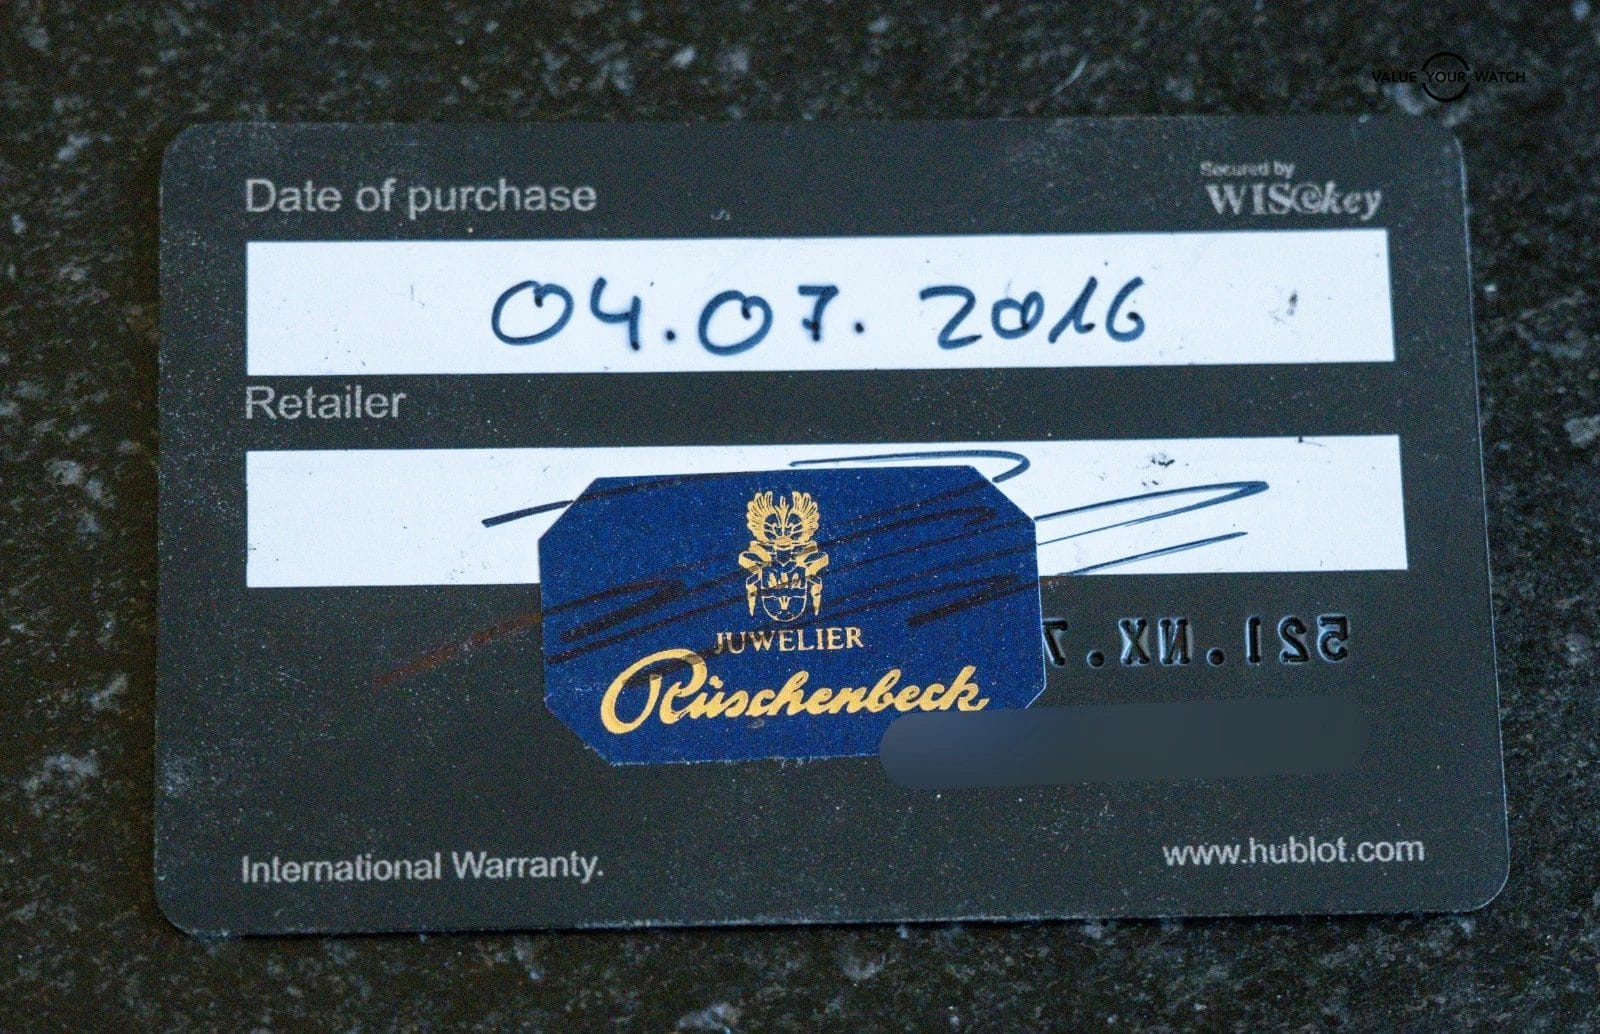 VALUE YOUR WATCH
Date of purchase
Secured by
WISekey
04.07.2016
Retailer
JUWELIER
Rüschenbeck
521.NX.7
International Warranty.
www.hublot.com